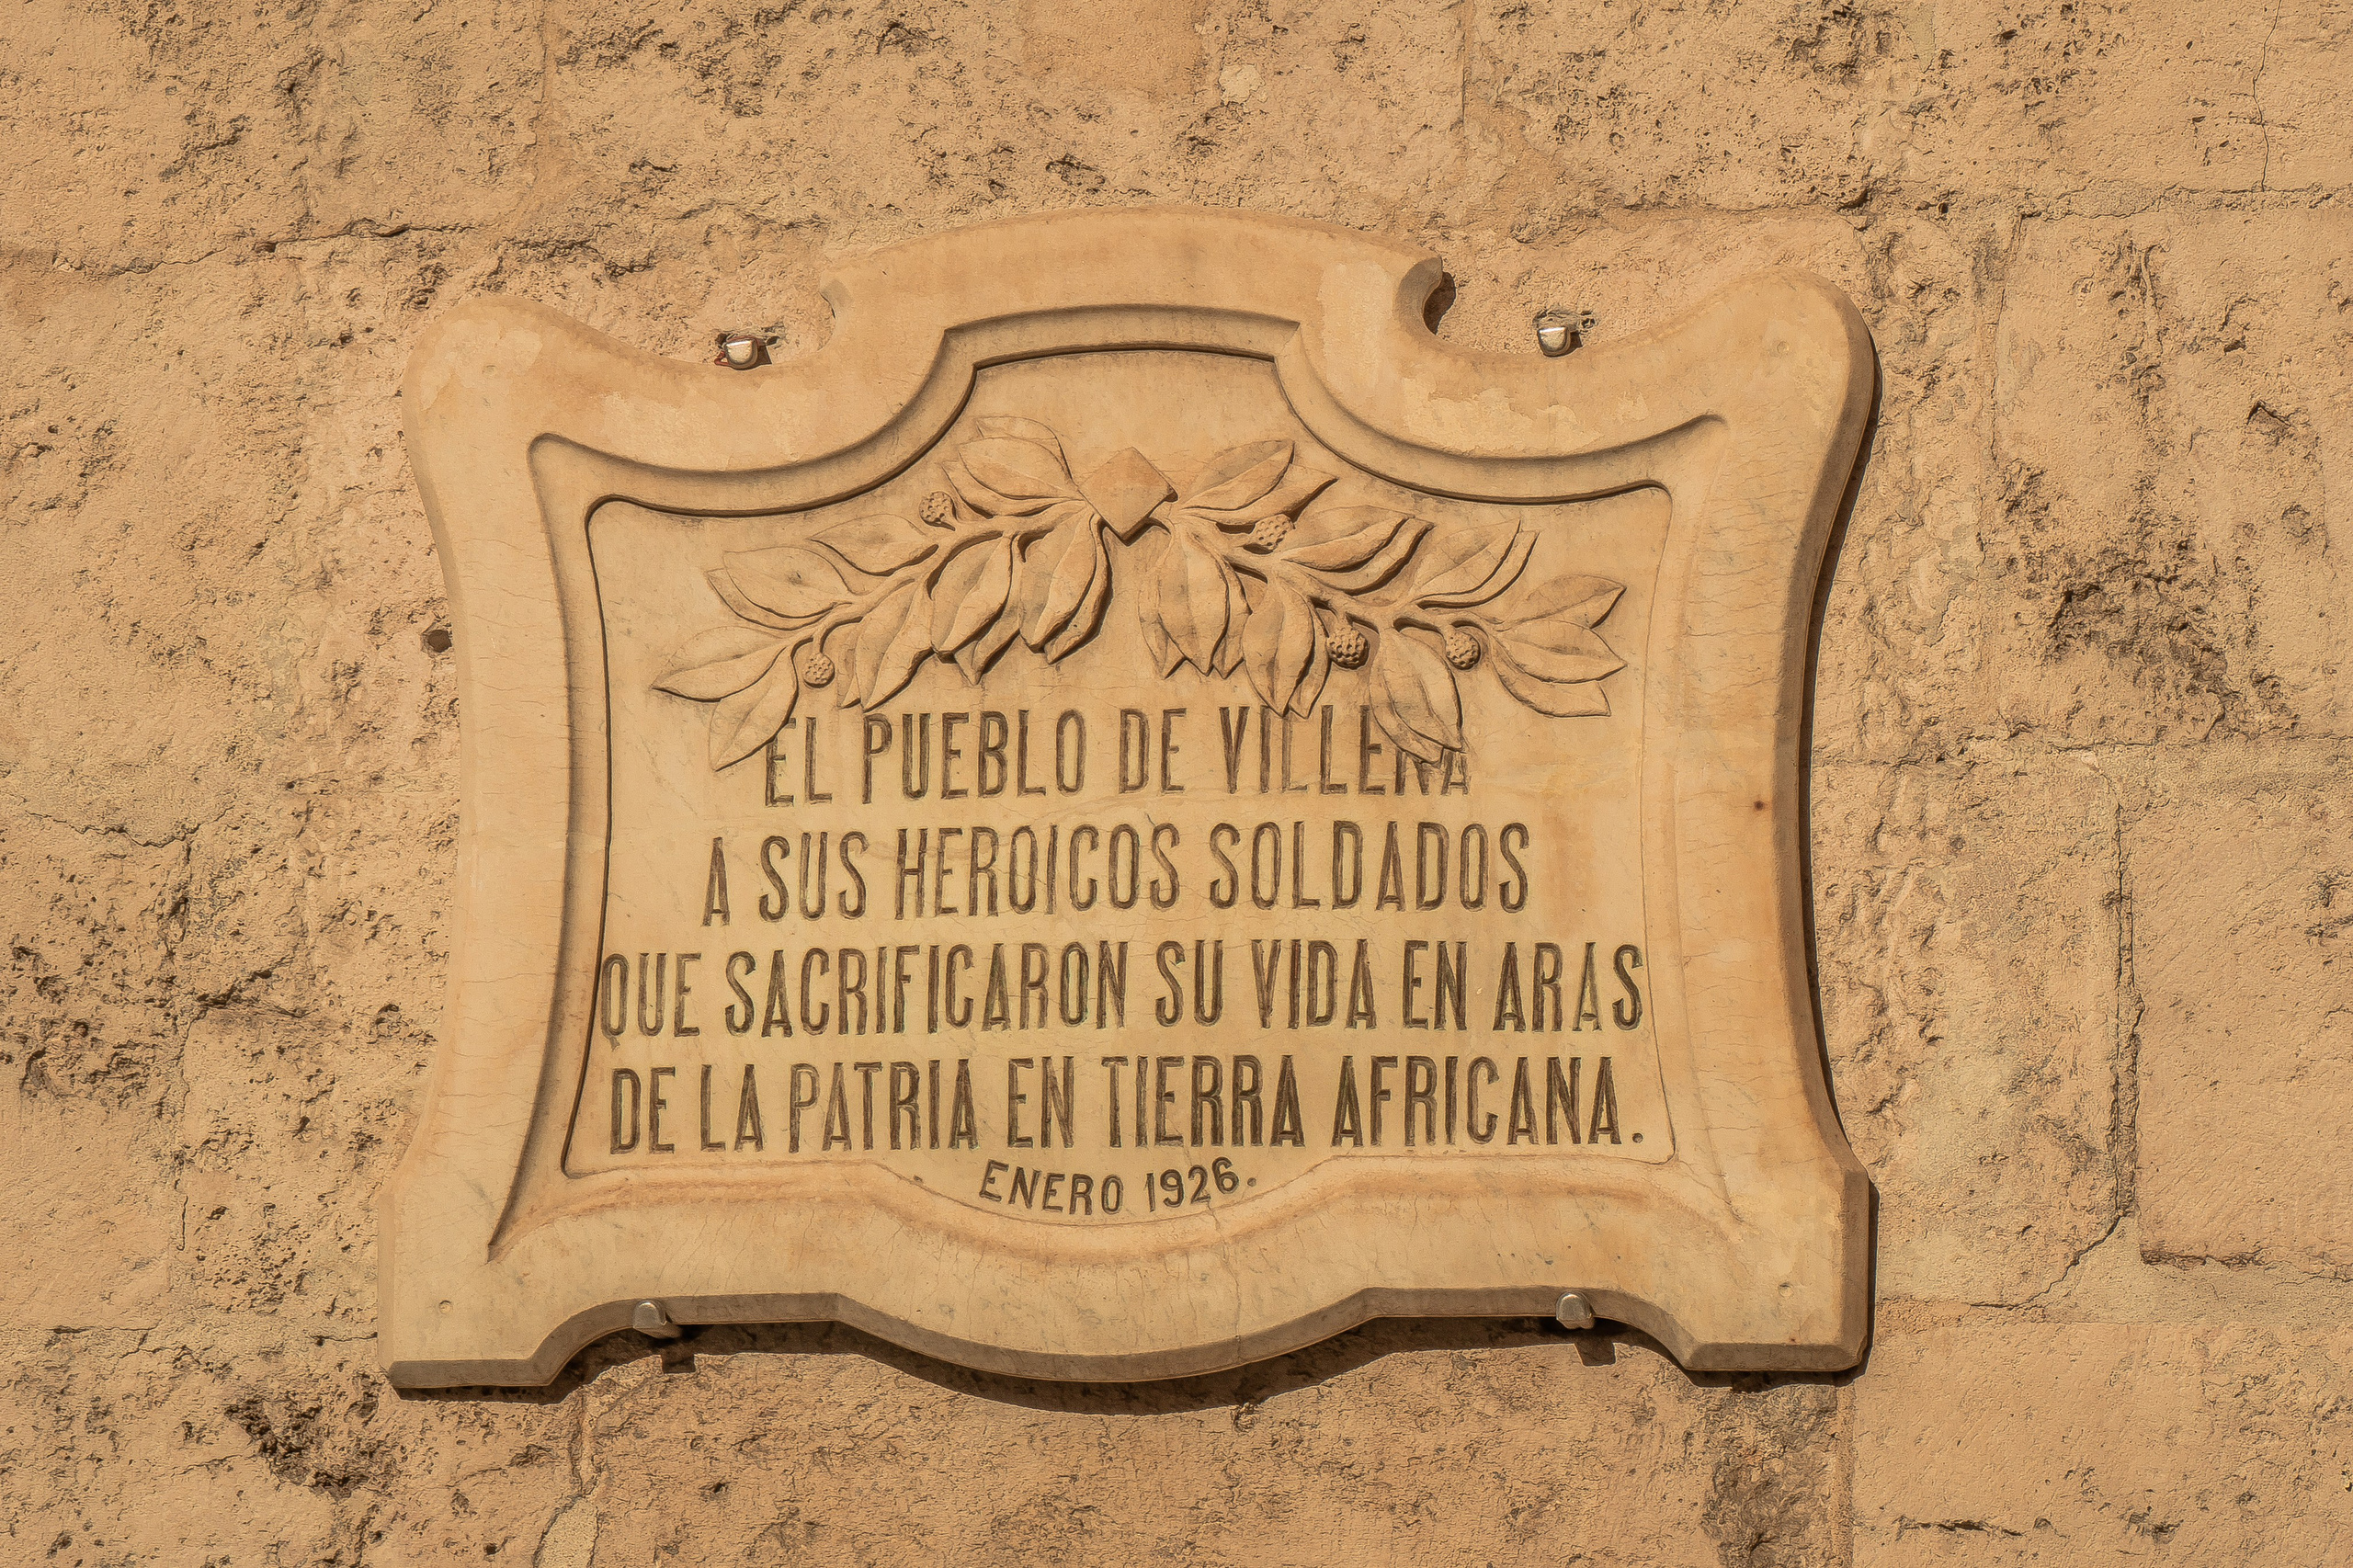 EL PUEBLO DE VILLENA
A SUS HEROICOS SOLDADOS
QUE SACRIFICARON SU VIDA EN ARAS
DE LA PATRIA EN TIERRA AFRICANA.
ENERO 1926.